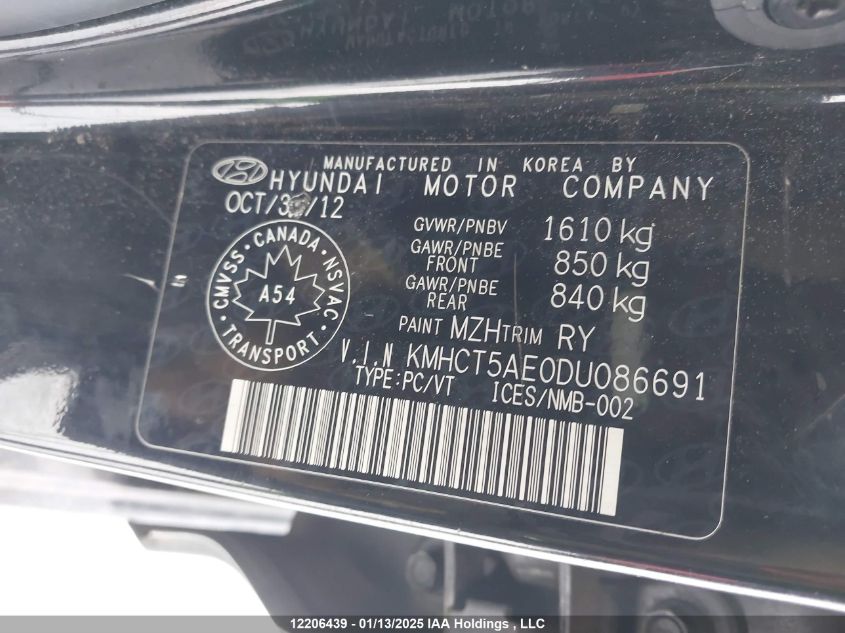 MANUFACTURED IN KOREA BY
HYUNDAI MOTOR COMPANY
OCT/ /12
GVWR/PNBV 1610 kg
GAWR/PNBE FRONT 850 kg
GAWR/PNBE REAR 840 kg
CMVSS · CANADA · NSVAC · TRANSPORT ·
A54
PAINT MZH TRIM RY
V.I.N KMHCT5AE0DU086691
TYPE:PC/VT ICES/NMB-002
12206439 - 01/13/2025 IAA Holdings , LLC